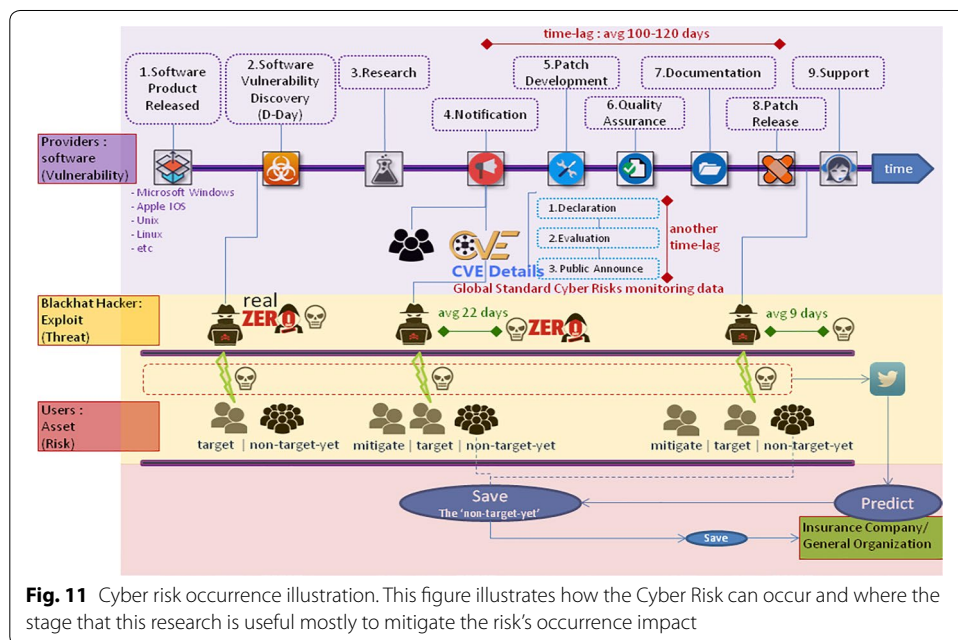 time-lag : avg 100-120 days
1.Software
Product
Released
2.Software
Vulnerability
Discovery
(D-Day)
3.Research
4.Notification
5.Patch
Development
6.Quality
Assurance
7.Documentation
8.Patch
Release
9.Support
Providers :
software
(Vulnerability)
time
- Microsoft Windows
- Apple IOS
- Unix
- Linux
- etc
CVE
CVE Details
1.Declaration
2.Evaluation
3. Public Announce
another
time-lag
Global Standard Cyber Risks monitoring data
Blackhat Hacker:
Exploit
(Threat)
real
ZERO
avg 22 days
ZERO
avg 9 days
Users :
Asset
(Risk)
target | non-target-yet
mitigate | target | non-target-yet
mitigate | target | non-target-yet
Save
The 'non-target-yet'
Predict
Save
Insurance Company/
General Organization
Fig. 11 Cyber risk occurrence illustration. This figure illustrates how the Cyber Risk can occur and where the
stage that this research is useful mostly to mitigate the risk's occurrence impact